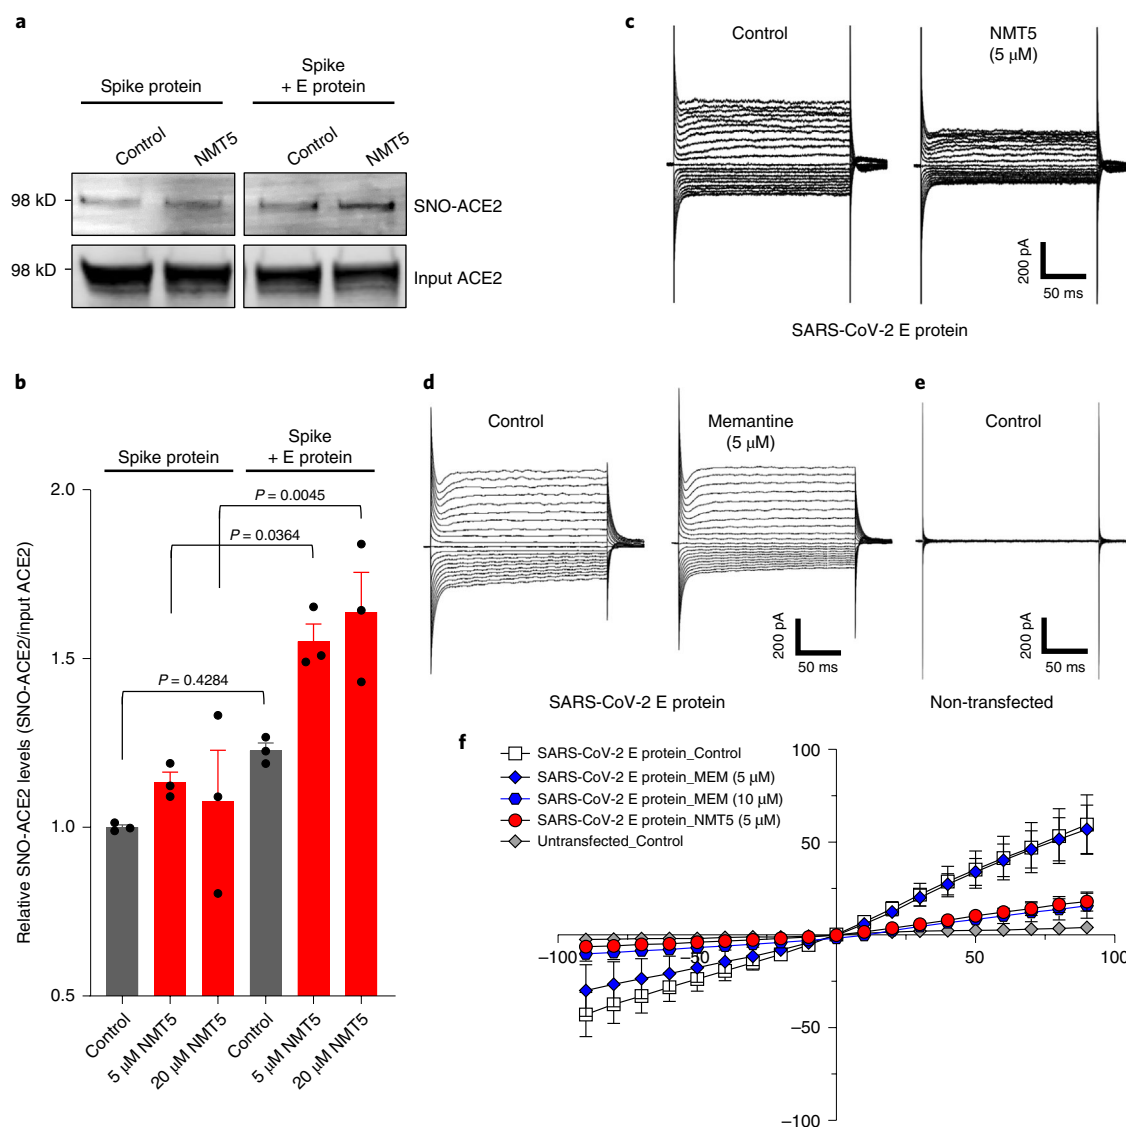 a
Spike protein
Spike
+ E protein
Control
NMT5
Control
NMT5
98 kD
SNO-ACE2
98 kD
Input ACE2
c
Control
NMT5
(5 μM)
200 pA
50 ms
SARS-CoV-2 E protein
b
Spike protein
Spike
+ E protein
2.0
1.5
1.0
0.5
P = 0.0045
P = 0.0364
P = 0.4284
Relative SNO-ACE2 levels (SNO-ACE2/input ACE2)
Control
5 μM NMT5
20 μM NMT5
Control
5 μM NMT5
20 μM NMT5
d
Control
Memantine
(5 μM)
200 pA
50 ms
SARS-CoV-2 E protein
e
Control
200 pA
50 ms
Non-transfected
f
SARS-CoV-2 E protein_Control
SARS-CoV-2 E protein_MEM (5 μM)
SARS-CoV-2 E protein_MEM (10 μM)
SARS-CoV-2 E protein_NMT5 (5 μM)
Untransfected_Control
100
50
−100
−50
50
100
−50
−100